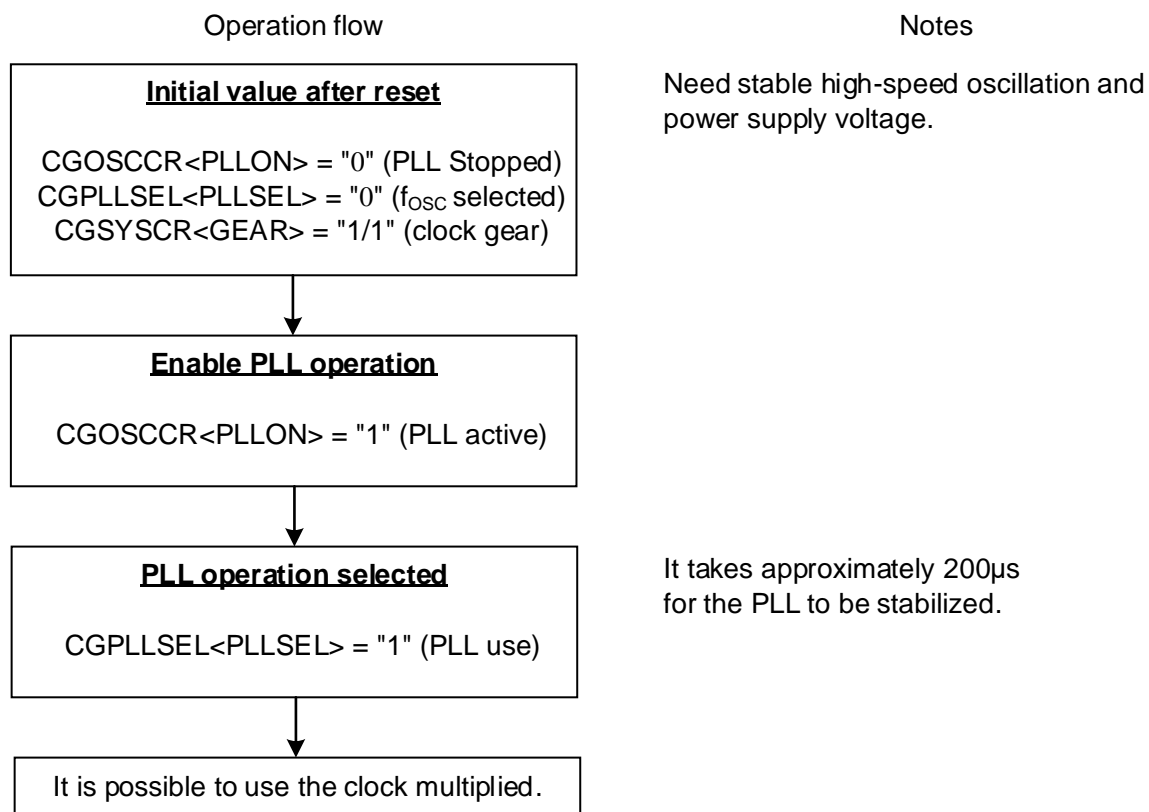 Operation flow
Notes
Initial value after reset
CGOSCCR<PLLON> = "0" (PLL Stopped)
CGPLLSEL<PLLSEL> = "0" (fOSC selected)
CGSYSCR<GEAR> = "1/1" (clock gear)
Need stable high-speed oscillation and
power supply voltage.
Enable PLL operation
CGOSCCR<PLLON> = "1" (PLL active)
PLL operation selected
CGPLLSEL<PLLSEL> = "1" (PLL use)
It takes approximately 200µs
for the PLL to be stabilized.
It is possible to use the clock multiplied.